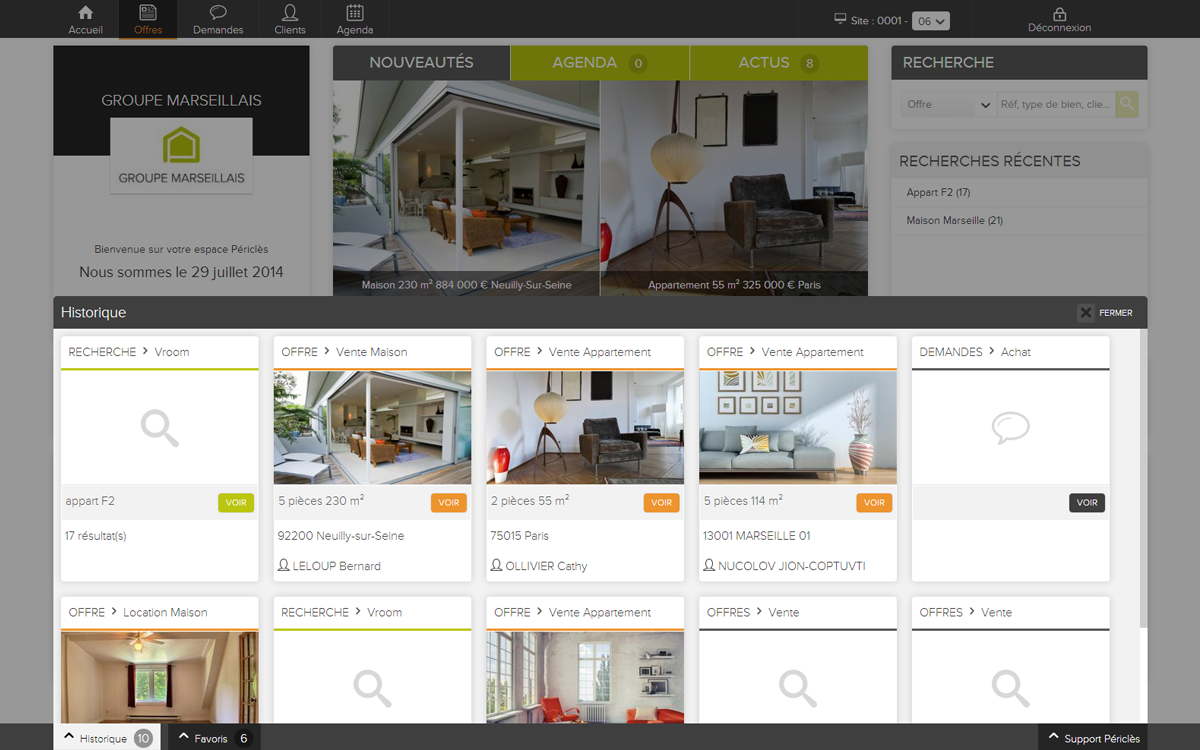 Accueil
Offres
Demandes
Clients
Agenda
Site : 0001 - 06
Déconnexion
GROUPE MARSEILLAIS
GROUPE MARSEILLAIS
Bienvenue sur votre espace Périclès
Nous sommes le 29 juillet 2014
NOUVEAUTÉS
AGENDA 0
ACTUS 8
Maison 230 m² 884 000 € Neuilly-Sur-Seine
Appartement 55 m² 325 000 € Paris
RECHERCHE
Offre
Réf, type de bien, clie...
RECHERCHES RÉCENTES
Appart F2 (17)
Maison Marseille (21)
Historique
FERMER
RECHERCHE > Vroom
appart F2
VOIR
17 résultat(s)
OFFRE > Vente Maison
5 pièces 230 m²
VOIR
92200 Neuilly-sur-Seine
LELOUP Bernard
OFFRE > Vente Appartement
2 pièces 55 m²
VOIR
75015 Paris
OLLIVIER Cathy
OFFRE > Vente Appartement
5 pièces 114 m²
VOIR
13001 MARSEILLE 01
NUCOLOV JION-COPTUVTI
DEMANDES > Achat
VOIR
OFFRE > Location Maison
RECHERCHE > Vroom
OFFRE > Vente Appartement
OFFRES > Vente
OFFRES > Vente
Historique 10
Favoris 6
Support Périclès